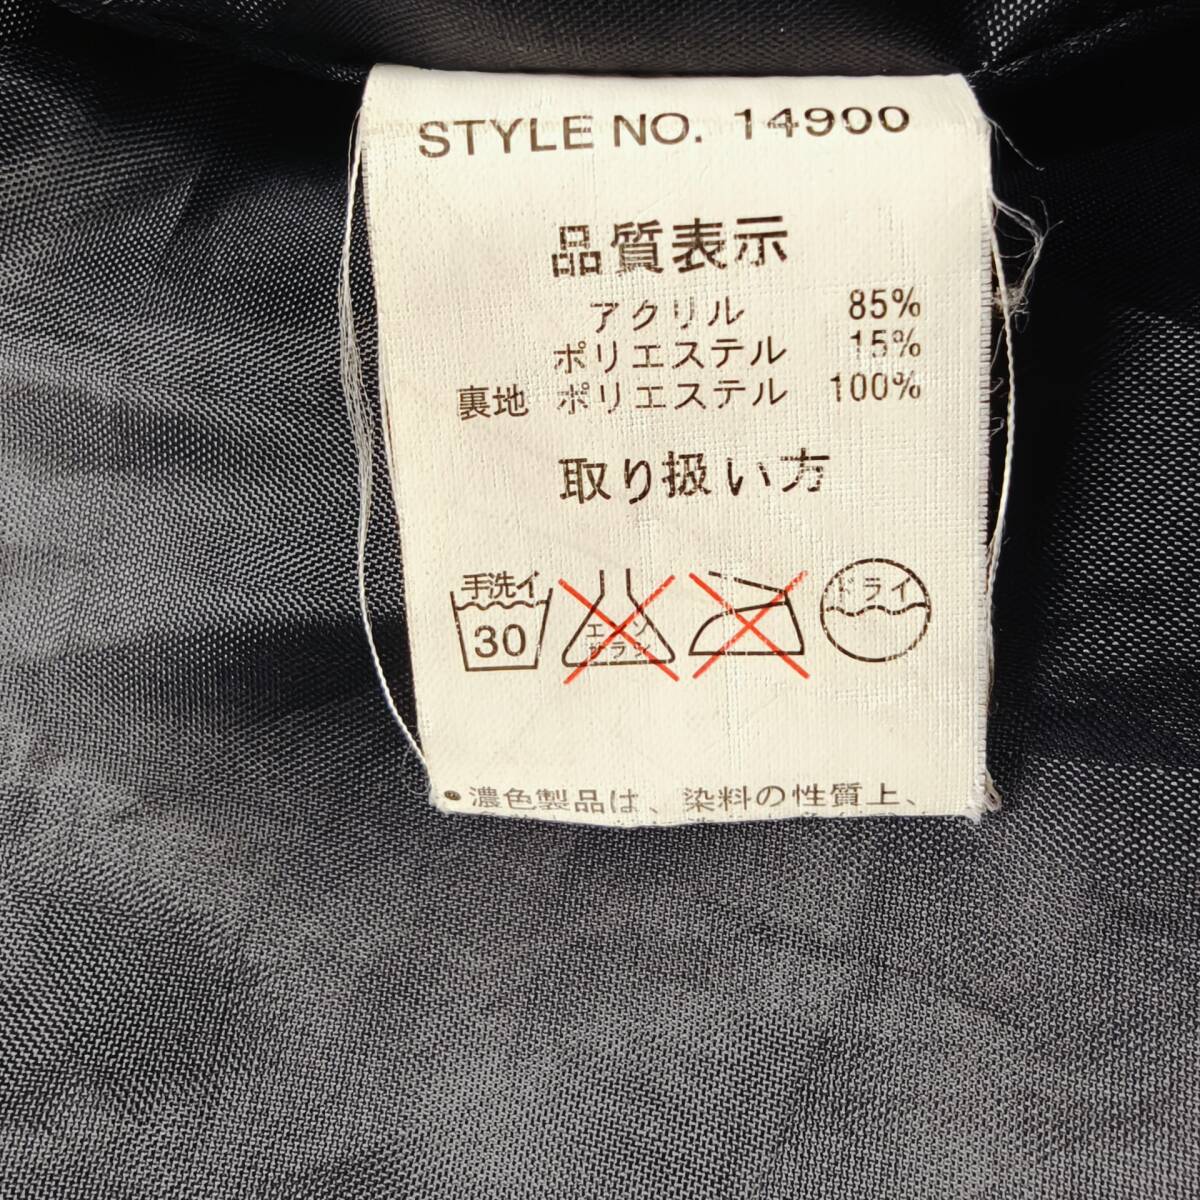 STYLE NO. 14900
品質表示
アクリル 85%
ポリエステル 15%
裏地 ポリエステル 100%
取り扱い方
手洗イ ドライ
30 エンソ
サラシ
・濃色製品は、染料の性質上、